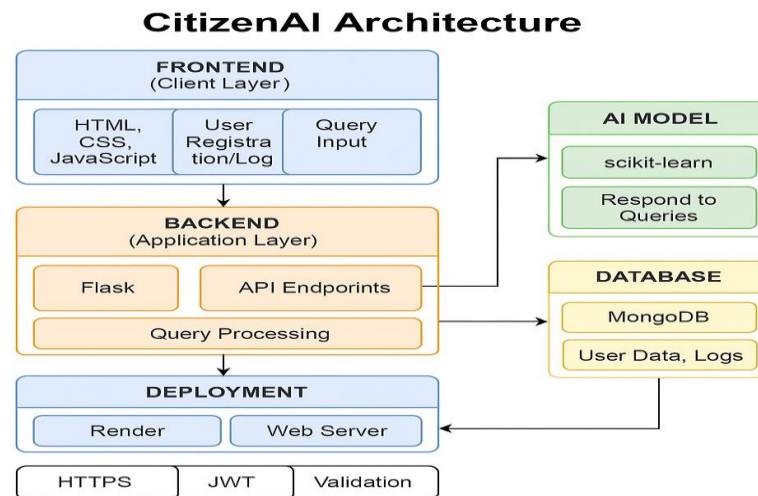 CitizenAI Architecture
FRONTEND
(Client Layer)
HTML,
CSS,
JavaScript
User
Registra
tion/Log
Query
Input
BACKEND
(Application Layer)
Flask
API Endporints
Query Processing
DEPLOYMENT
Render
Web Server
HTTPS
JWT
Validation
AI MODEL
scikit-learn
Respond to
Queries
DATABASE
MongoDB
User Data, Logs